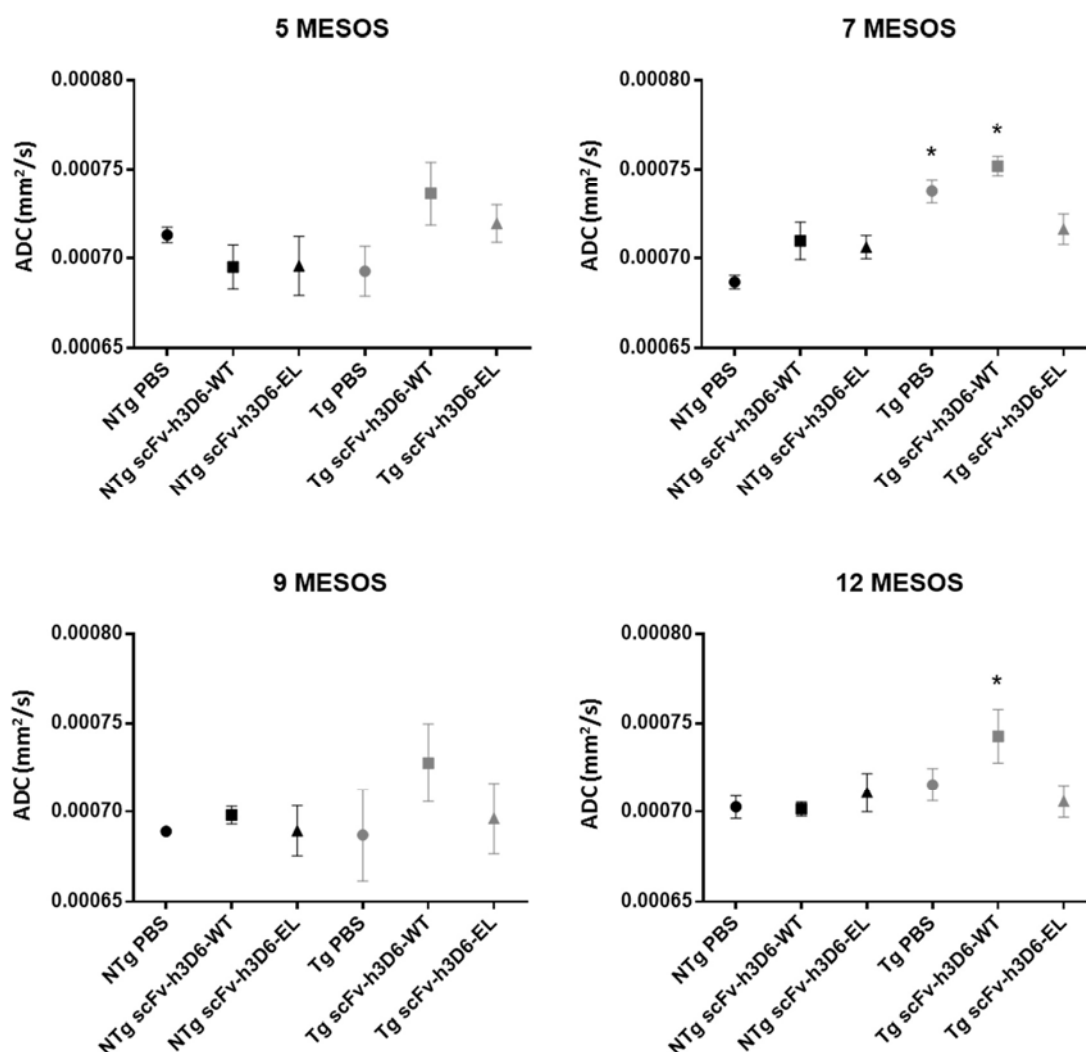 5 MESOS
ADC (mm²/s)
0.00080
0.00075
0.00070
0.00065
NTg PBS
NTg scFv-h3D6-WT
NTg scFv-h3D6-EL
Tg PBS
Tg scFv-h3D6-WT
Tg scFv-h3D6-EL
7 MESOS
ADC (mm²/s)
0.00080
0.00075
0.00070
0.00065
*
*
NTg PBS
NTg scFv-h3D6-WT
NTg scFv-h3D6-EL
Tg PBS
Tg scFv-h3D6-WT
Tg scFv-h3D6-EL
9 MESOS
ADC (mm²/s)
0.00080
0.00075
0.00070
0.00065
NTg PBS
NTg scFv-h3D6-WT
NTg scFv-h3D6-EL
Tg PBS
Tg scFv-h3D6-WT
Tg scFv-h3D6-EL
12 MESOS
ADC (mm²/s)
0.00080
0.00075
0.00070
0.00065
*
NTg PBS
NTg scFv-h3D6-WT
NTg scFv-h3D6-EL
Tg PBS
Tg scFv-h3D6-WT
Tg scFv-h3D6-EL